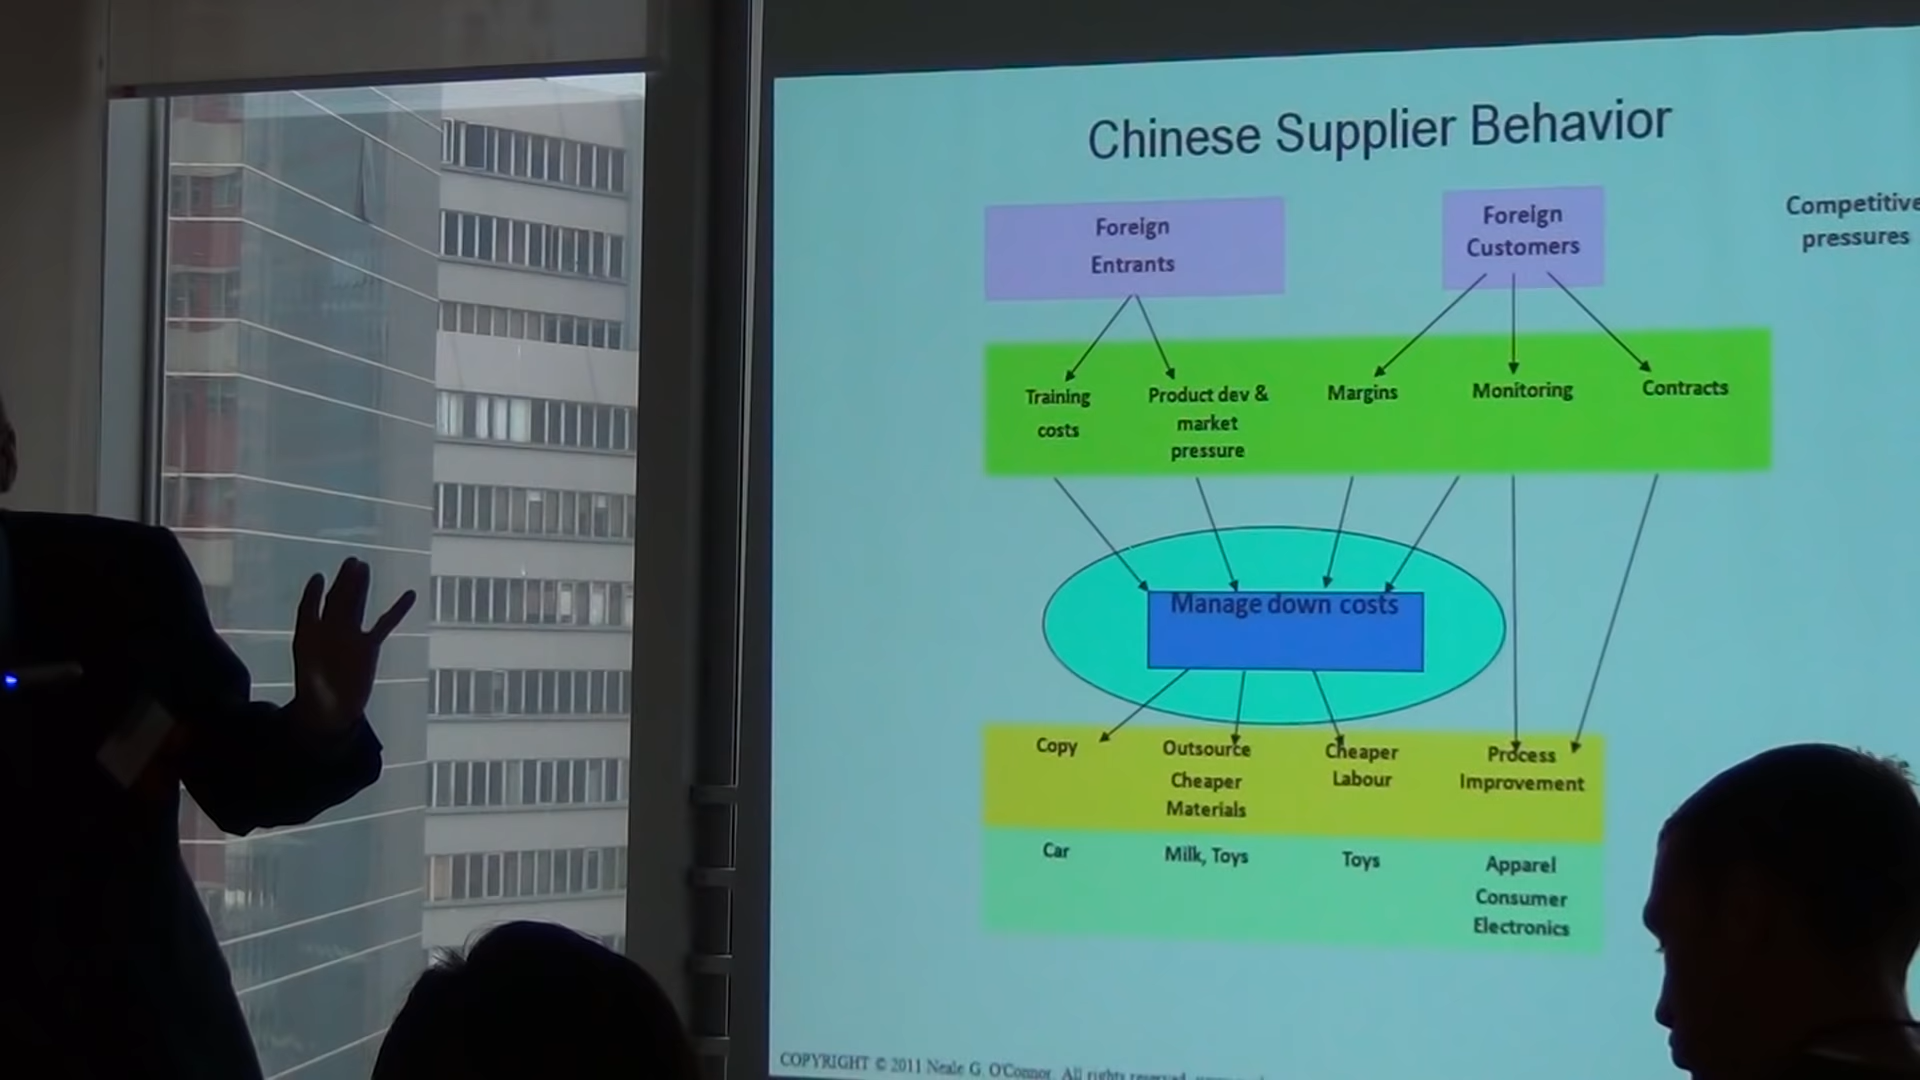 Chinese Supplier Behavior
Foreign
Entrants
Foreign
Customers
Competitive
pressures
Training
costs
Product dev &
market
pressure
Margins
Monitoring
Contracts
Manage down costs
Copy
Outsource
Cheaper
Materials
Cheaper
Labour
Process
Improvement
Car
Milk, Toys
Toys
Apparel
Consumer
Electronics
COPYRIGHT © 2011 Neale G. O'Connor. All rights reserved